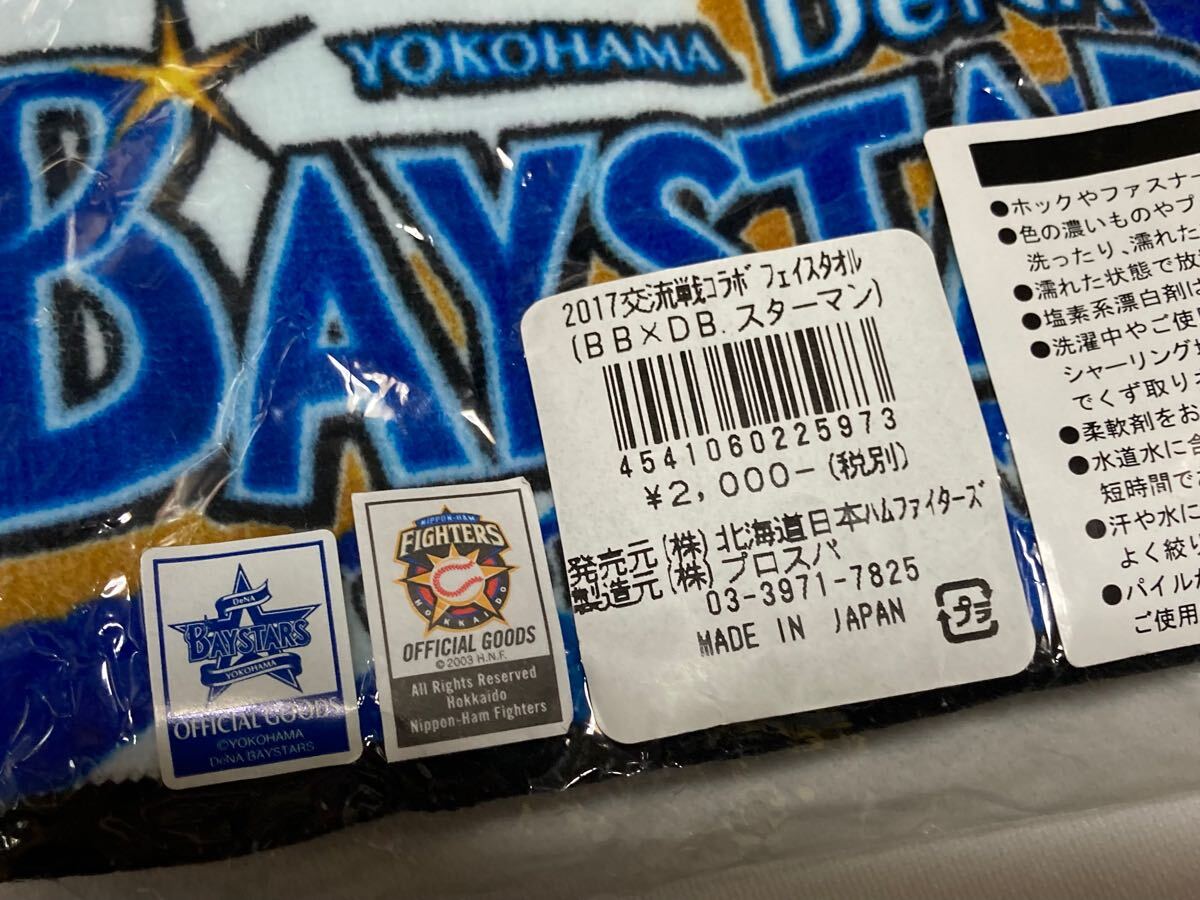 YOKOHAMA
DeNA
BAYSTAR
2017交流戦コラボ フェイスタオル
(BB×DB.スターマン)
4541060225973
¥2,000-(税別)
発売元 (株)北海道日本ハムファイターズ
製造元 (株)プロスパ
03-3971-7825
MADE IN JAPAN
プラ
DeNA
BAYSTARS
YOKOHAMA
OFFICIAL GOODS
©YOKOHAMA
DeNA BAYSTARS
NIPPON-HAM
FIGHTERS
HOKKAIDO
OFFICIAL GOODS
©2003 H.N.F.
All Rights Reserved
Hokkaido
Nippon-Ham Fighters
●ホックやファスナー
●色の濃いものやプ
洗ったり、濡れた
●濡れた状態で放
●塩素系漂白剤は
●洗濯中やご使
シャーリング
でくず取り
●柔軟剤をお
●水道水に
短時間で
●汗や水に
よく絞り
●パイルが
ご使用